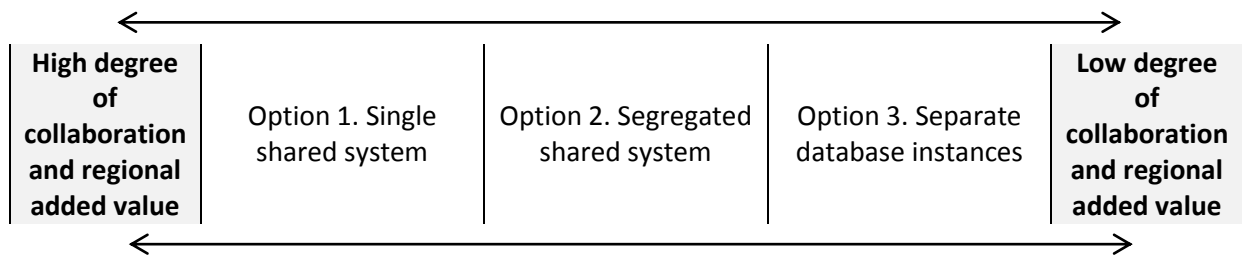 High degree
of
collaboration
and regional
added value
Option 1. Single
shared system
Option 2. Segregated
shared system
Option 3. Separate
database instances
Low degree
of
collaboration
and regional
added value